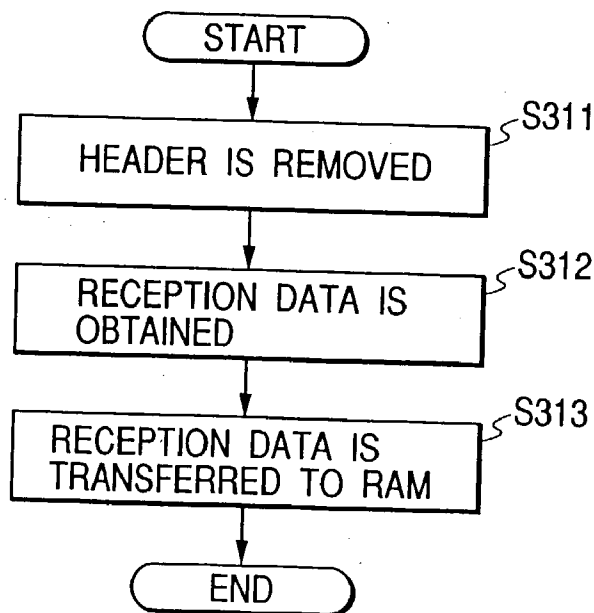 START
S311
HEADER IS REMOVED
S312
RECEPTION DATA IS
OBTAINED
S313
RECEPTION DATA IS
TRANSFERRED TO RAM
END